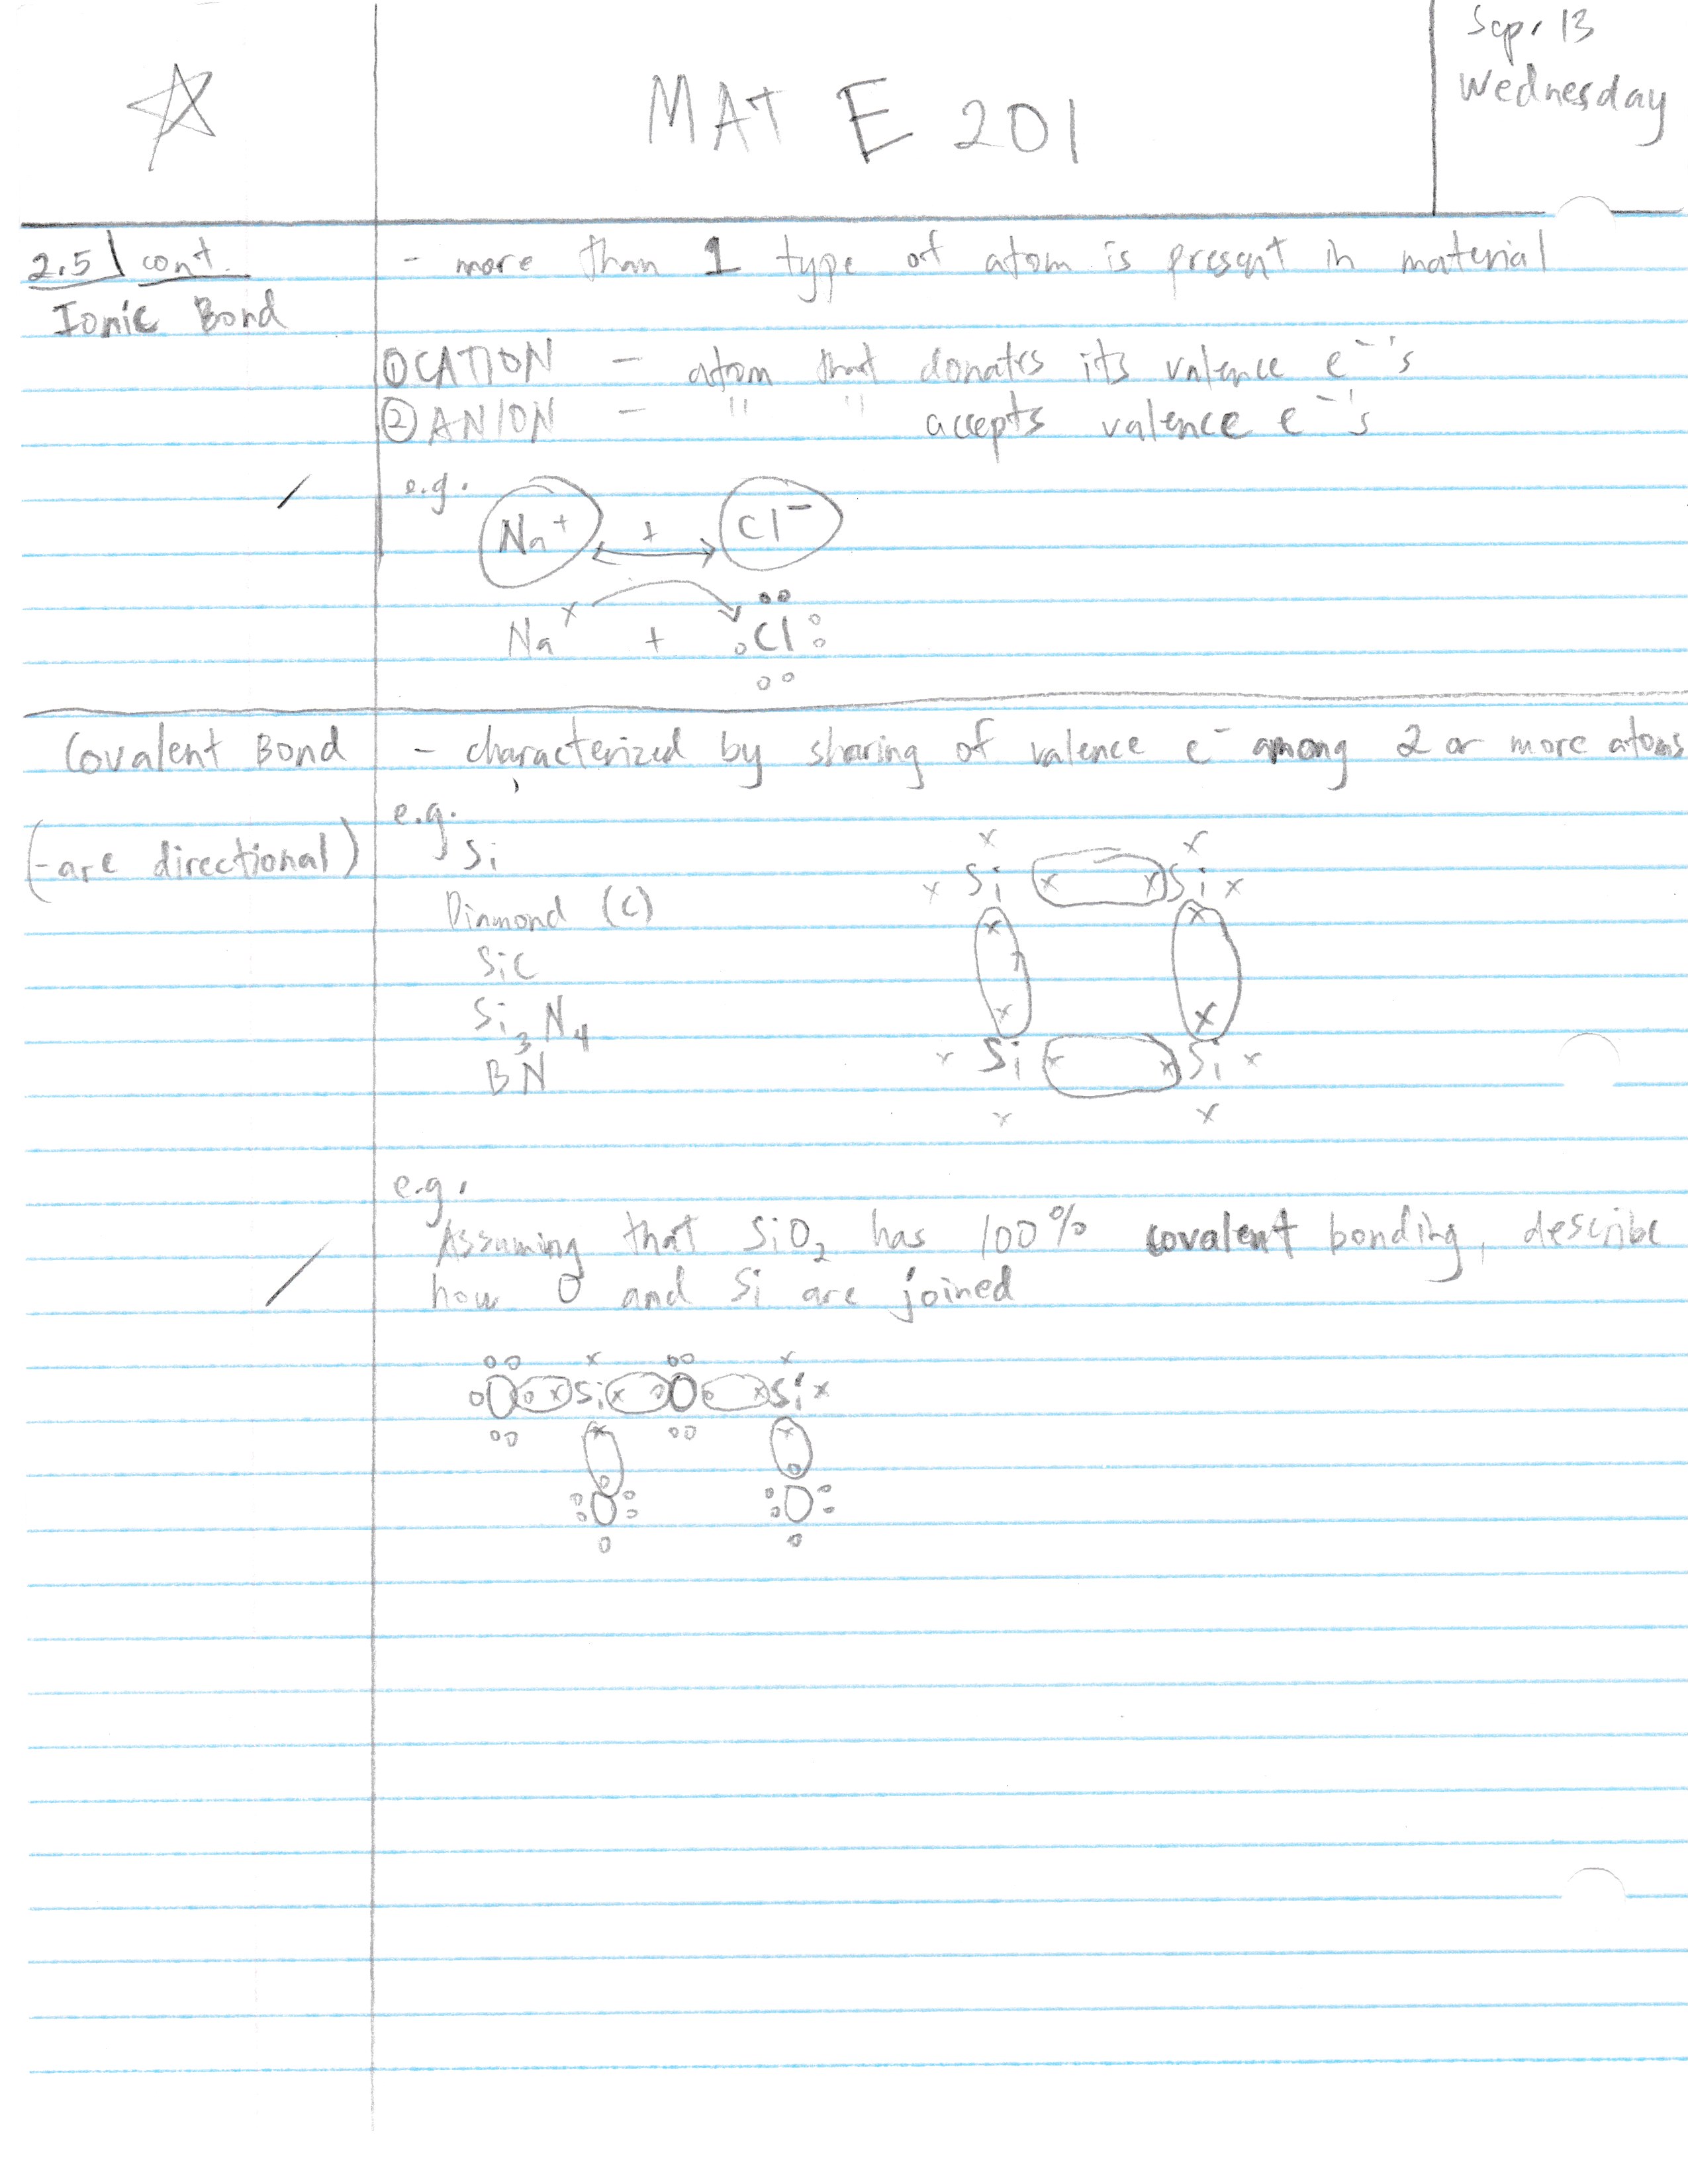 ☆
MAT E 201
Sep. 13
Wednesday
2.5 cont.
Ionic Bond
- more than 1 type of atom is present in material
① CATION - atom that donates its valence e⁻'s
② ANION - " " accepts valence e⁻'s
e.g.
Na⁺ + Cl⁻
Na + Cl
Covalent Bond
- characterized by sharing of valence e⁻ among 2 or more atoms
(-are directional)
e.g.
Si
Diamond (C)
SiC
Si₃N₄
BN
x x
x Si x x Si x
x x
x x
x Si x x Si x
x x
e.g.
Assuming that SiO₂ has 100% covalent bonding, describe
how O and Si are joined
O x Si x O x Si x
O O